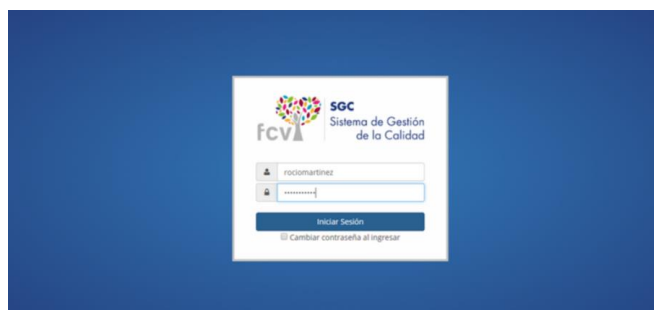 fcv
SGC
Sistema de Gestión
de la Calidad
rociomartinez
Iniciar Sesión
Cambiar contraseña al ingresar